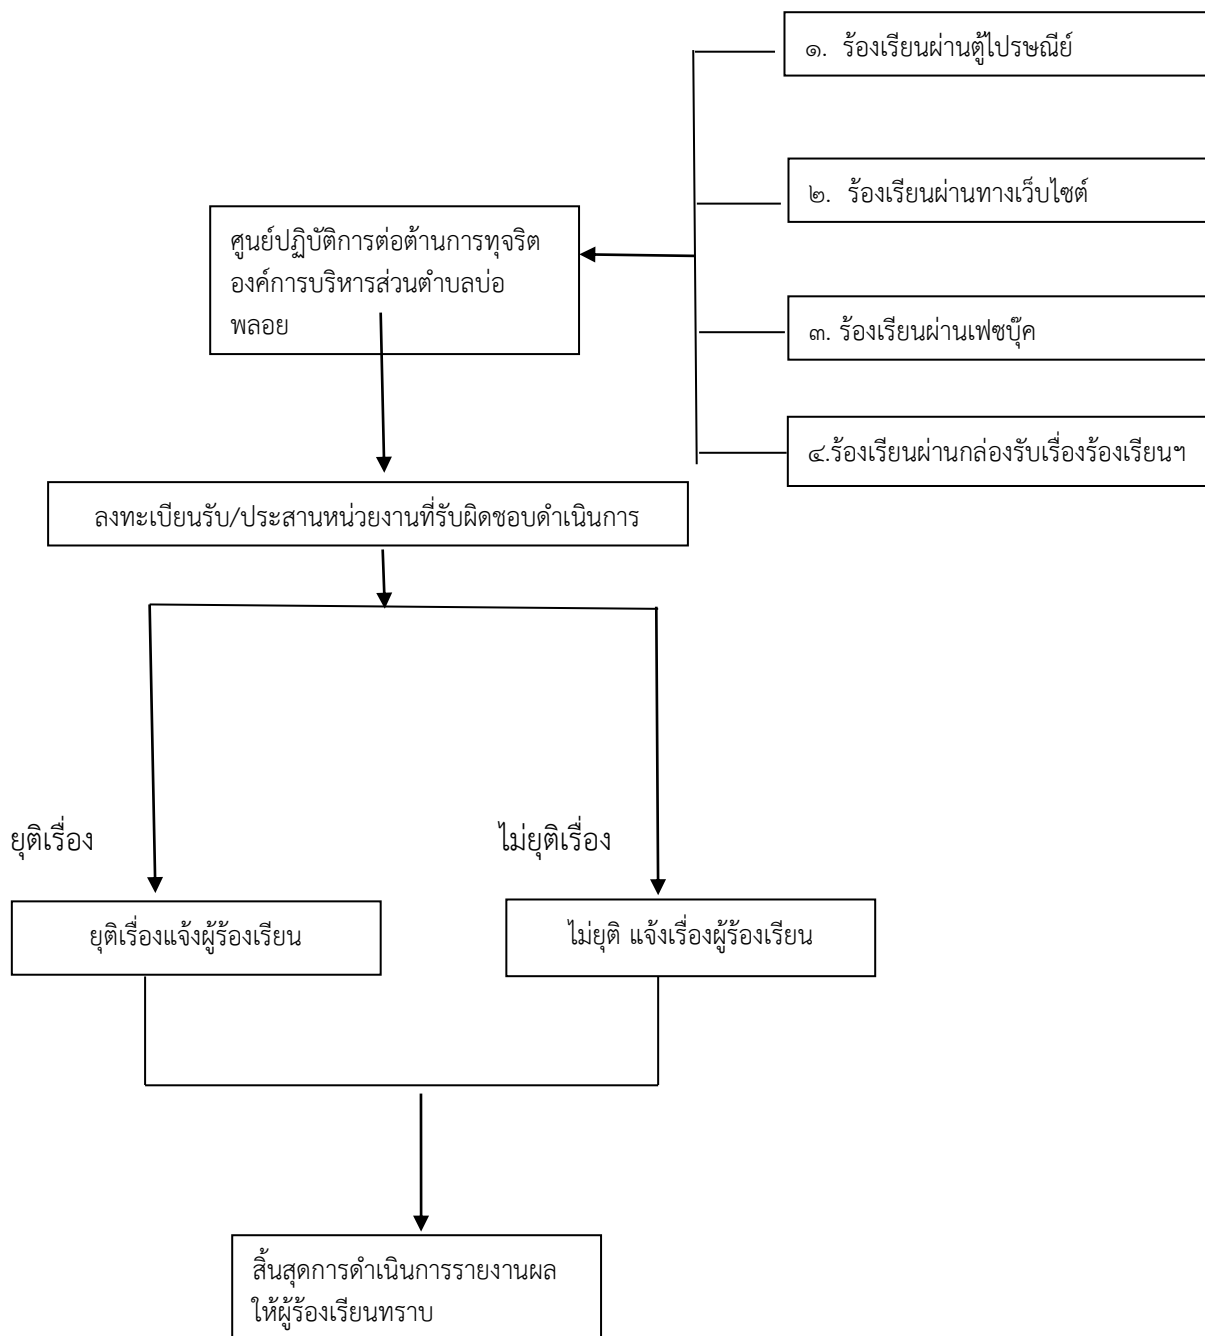 ๑. ร้องเรียนผ่านตู้ไปรษณีย์
๒. ร้องเรียนผ่านทางเว็บไซต์
ศูนย์ปฏิบัติการต่อต้านการทุจริต
องค์การบริหารส่วนตำบลบ่อ
พลอย
๓. ร้องเรียนผ่านเฟซบุ๊ค
๔.ร้องเรียนผ่านกล่องรับเรื่องร้องเรียนฯ
ลงทะเบียนรับ/ประสานหน่วยงานที่รับผิดชอบดำเนินการ
ยุติเรื่อง
ไม่ยุติเรื่อง
ยุติเรื่องแจ้งผู้ร้องเรียน
ไม่ยุติ แจ้งเรื่องผู้ร้องเรียน
สิ้นสุดการดำเนินการรายงานผล
ให้ผู้ร้องเรียนทราบ